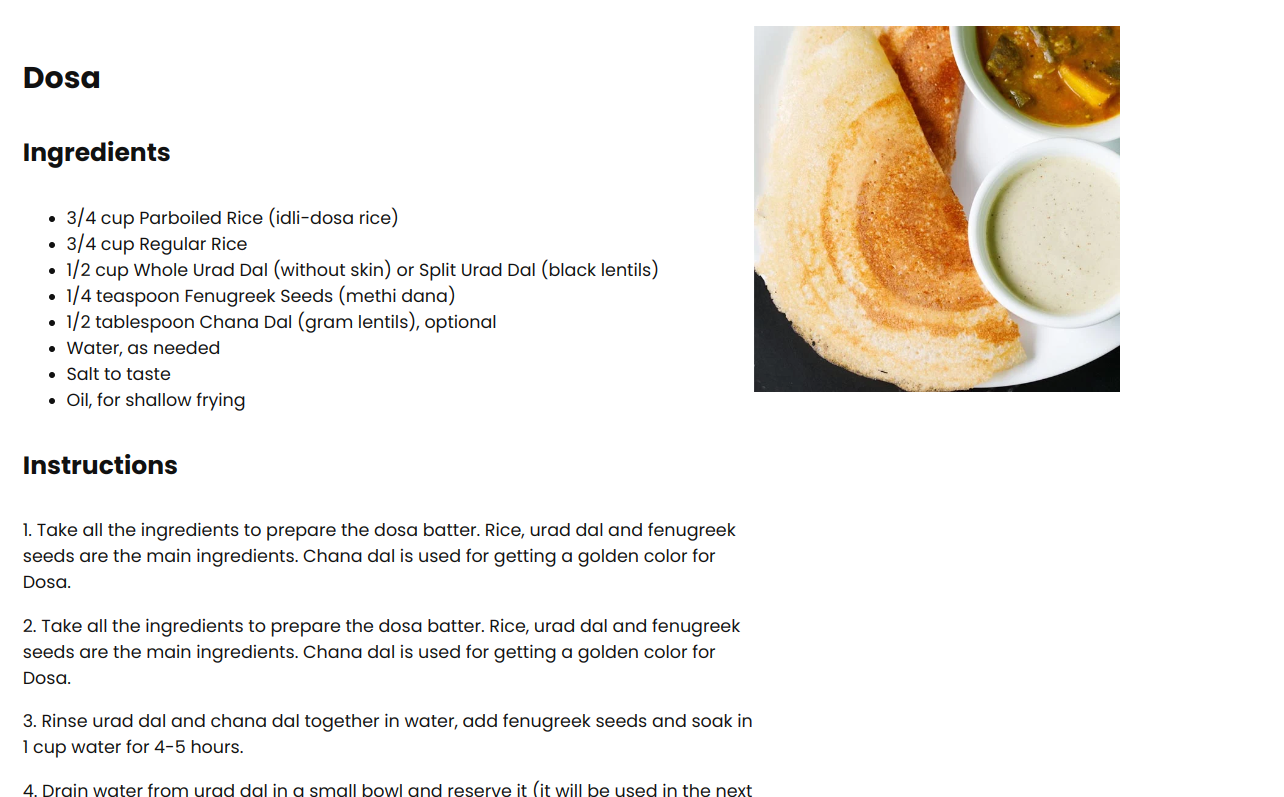 Dosa
Ingredients
• 3/4 cup Parboiled Rice (idli-dosa rice)
• 3/4 cup Regular Rice
• 1/2 cup Whole Urad Dal (without skin) or Split Urad Dal (black lentils)
• 1/4 teaspoon Fenugreek Seeds (methi dana)
• 1/2 tablespoon Chana Dal (gram lentils), optional
• Water, as needed
• Salt to taste
• Oil, for shallow frying
Instructions
1. Take all the ingredients to prepare the dosa batter. Rice, urad dal and fenugreek
seeds are the main ingredients. Chana dal is used for getting a golden color for
Dosa.
2. Take all the ingredients to prepare the dosa batter. Rice, urad dal and fenugreek
seeds are the main ingredients. Chana dal is used for getting a golden color for
Dosa.
3. Rinse urad dal and chana dal together in water, add fenugreek seeds and soak in
1 cup water for 4-5 hours.
4. Drain water from urad dal in a small bowl and reserve it (it will be used in the next